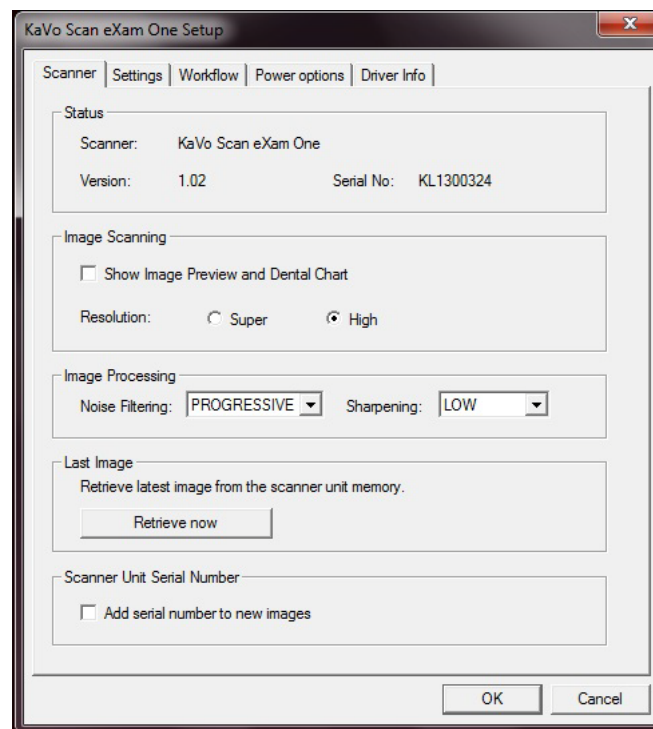 KaVo Scan eXam One Setup
Scanner Settings Workflow Power options Driver Info
Status
Scanner: KaVo Scan eXam One
Version: 1.02 Serial No: KL1300324
Image Scanning
Show Image Preview and Dental Chart
Resolution: Super High
Image Processing
Noise Filtering: PROGRESSIVE Sharpening: LOW
Last Image
Retrieve latest image from the scanner unit memory.
Retrieve now
Scanner Unit Serial Number
Add serial number to new images
OK Cancel